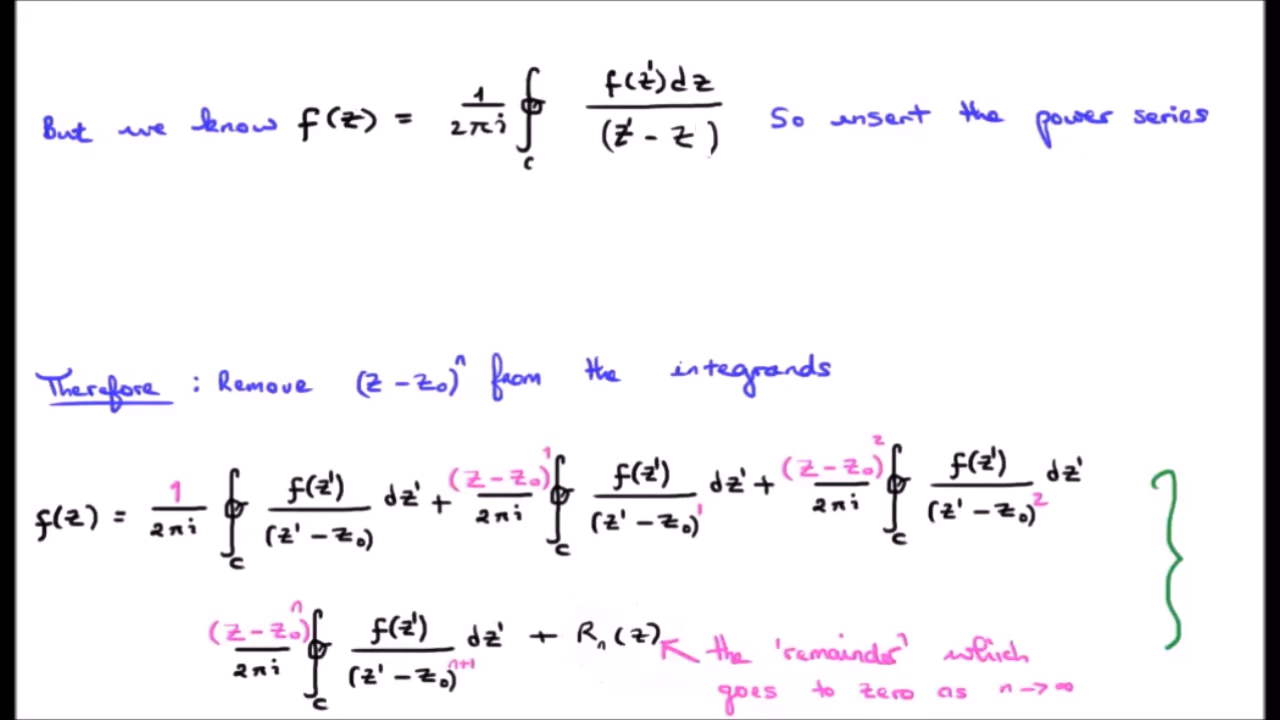 But we know f(z) = 1/2πi ∮_C f(z')dz/(z' - z) So insert the power series
Therefore : Remove (z - z₀)^n from the integrands
f(z) = 1/2πi ∮_C f(z')/(z' - z₀) dz' + (z - z₀)^1/2πi ∮_C f(z')/(z' - z₀)^1 dz' + (z - z₀)^2/2πi ∮_C f(z')/(z' - z₀)^2 dz'
(z - z₀)^n/2πi ∮_C f(z')/(z' - z₀)^n+1 dz' + R_n(z) the 'remainder' which
goes to zero as n→∞